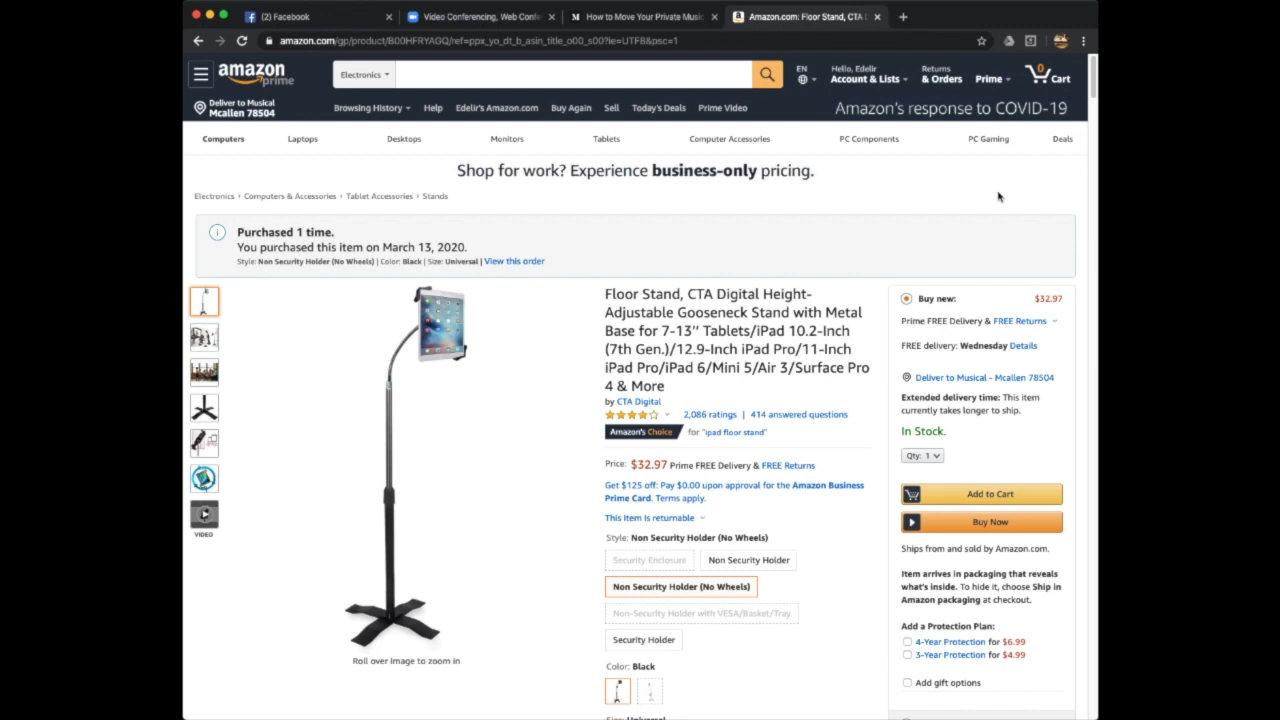 (2) Facebook
Video Conferencing, Web Confe
M How to Move Your Private Music
Amazon.com: Floor Stand, CTA
amazon.com/gp/product/B00HFRYAGQ/ref=ppx_yo_dt_b_asin_title_o00_s00?ie=UTF8&psc=1
amazon prime
Electronics
EN
Hello, Edelir
Account & Lists
Returns
& Orders
Prime
0
Cart
Deliver to Musical
Mcallen 78504
Browsing History
Help
Edelir's Amazon.com
Buy Again
Sell
Today's Deals
Prime Video
Amazon's response to COVID-19
Computers
Laptops
Desktops
Monitors
Tablets
Computer Accessories
PC Components
PC Gaming
Deals
Shop for work? Experience business-only pricing.
Electronics › Computers & Accessories › Tablet Accessories › Stands
Purchased 1 time.
You purchased this item on March 13, 2020.
Style: Non Security Holder (No Wheels) | Color: Black | Size: Universal | View this order
VIDEO
Roll over image to zoom in
Floor Stand, CTA Digital Height-
Adjustable Gooseneck Stand with Metal
Base for 7-13” Tablets/iPad 10.2-Inch
(7th Gen.)/12.9-Inch iPad Pro/11-Inch
iPad Pro/iPad 6/Mini 5/Air 3/Surface Pro
4 & More
by CTA Digital
2,086 ratings | 414 answered questions
Amazon's Choice for "ipad floor stand"
Price: $32.97 Prime FREE Delivery & FREE Returns
Get $125 off: Pay $0.00 upon approval for the Amazon Business
Prime Card. Terms apply.
This item is returnable
Style: Non Security Holder (No Wheels)
Security Enclosure
Non Security Holder
Non Security Holder (No Wheels)
Non-Security Holder with VESA/Basket/Tray
Security Holder
Color: Black
Size: Universal
Buy new: $32.97
Prime FREE Delivery & FREE Returns
FREE delivery: Wednesday Details
Deliver to Musical - Mcallen 78504
Extended delivery time: This item
currently takes longer to ship.
In Stock.
Qty: 1
Add to Cart
Buy Now
Ships from and sold by Amazon.com.
Item arrives in packaging that reveals
what's inside. To hide it, choose Ship in
Amazon packaging at checkout.
Add a Protection Plan:
4-Year Protection for $6.99
3-Year Protection for $4.99
Add gift options